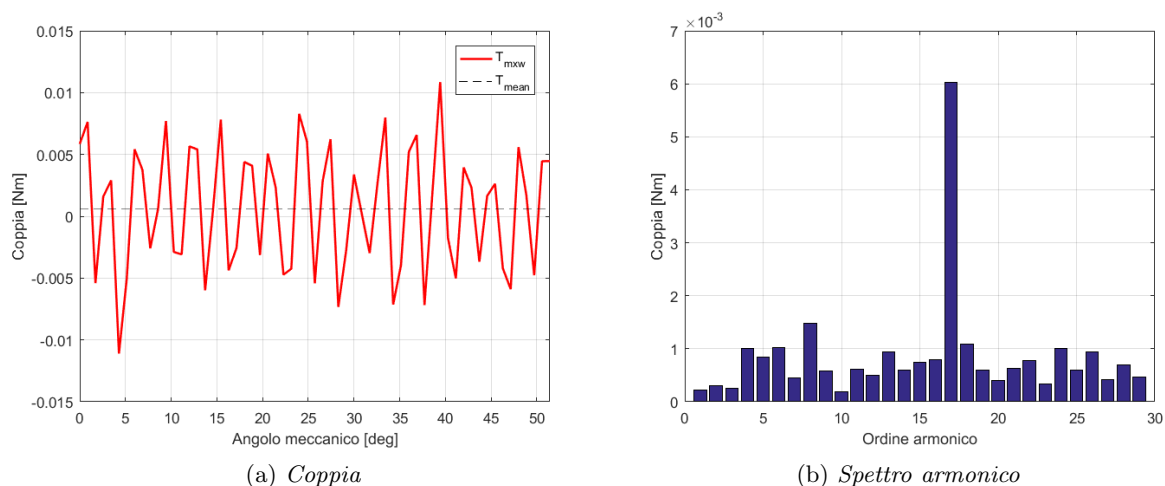 0.015
0.01
0.005
0
-0.005
-0.01
-0.015
0 5 10 15 20 25 30 35 40 45 50
Coppia [Nm]
Angolo meccanico [deg]
T_mxw
T_mean
(a) Coppia
×10^-3
7
6
5
4
3
2
1
0
0 5 10 15 20 25 30
Coppia [Nm]
Ordine armonico
(b) Spettro armonico